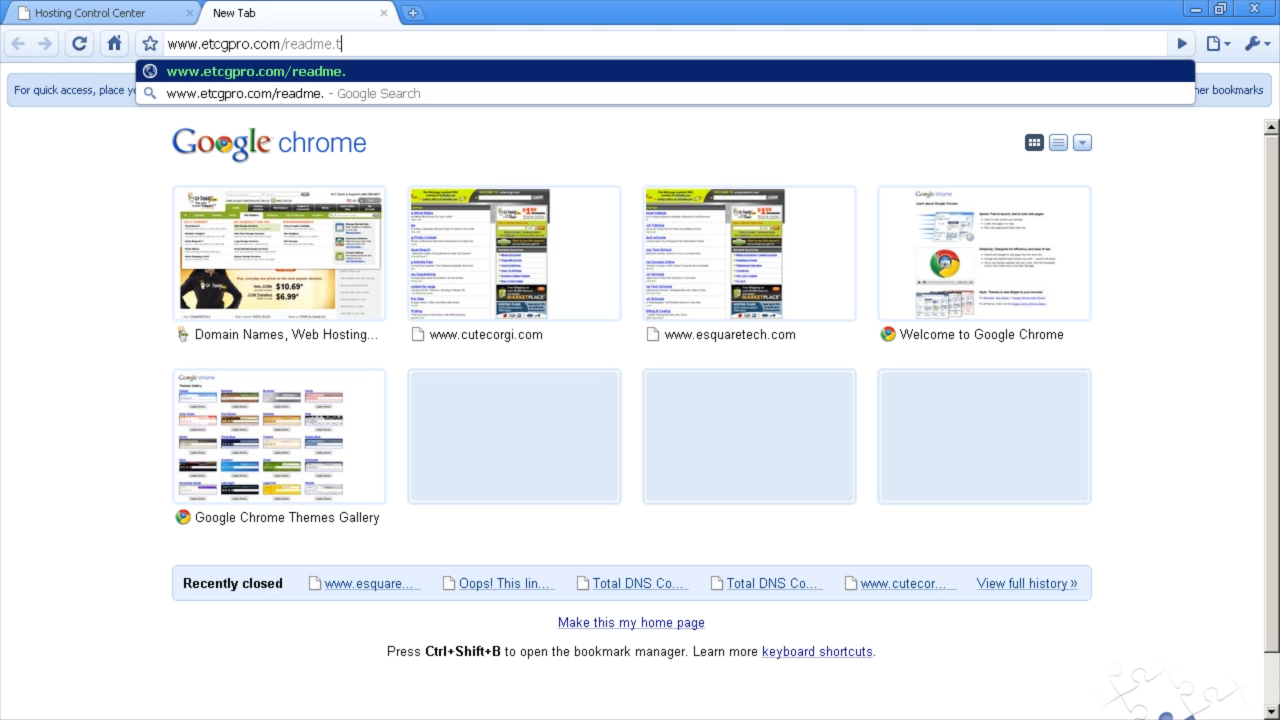 Hosting Control Center
New Tab
www.etcgpro.com/readme.t
www.etcgpro.com/readme.
www.etcgpro.com/readme. - Google Search
For quick access, place yo
her bookmarks
Google chrome
$10.69*
$6.99*
Domain Names, Web Hosting...
www.cutecorgi.com
www.esquaretech.com
Welcome to Google Chrome
Google Chrome Themes Gallery
Recently closed
www.esquare...
Oops! This lin...
Total DNS Co...
Total DNS Co...
www.cutecor...
View full history »
Make this my home page
Press Ctrl+Shift+B to open the bookmark manager. Learn more keyboard shortcuts.